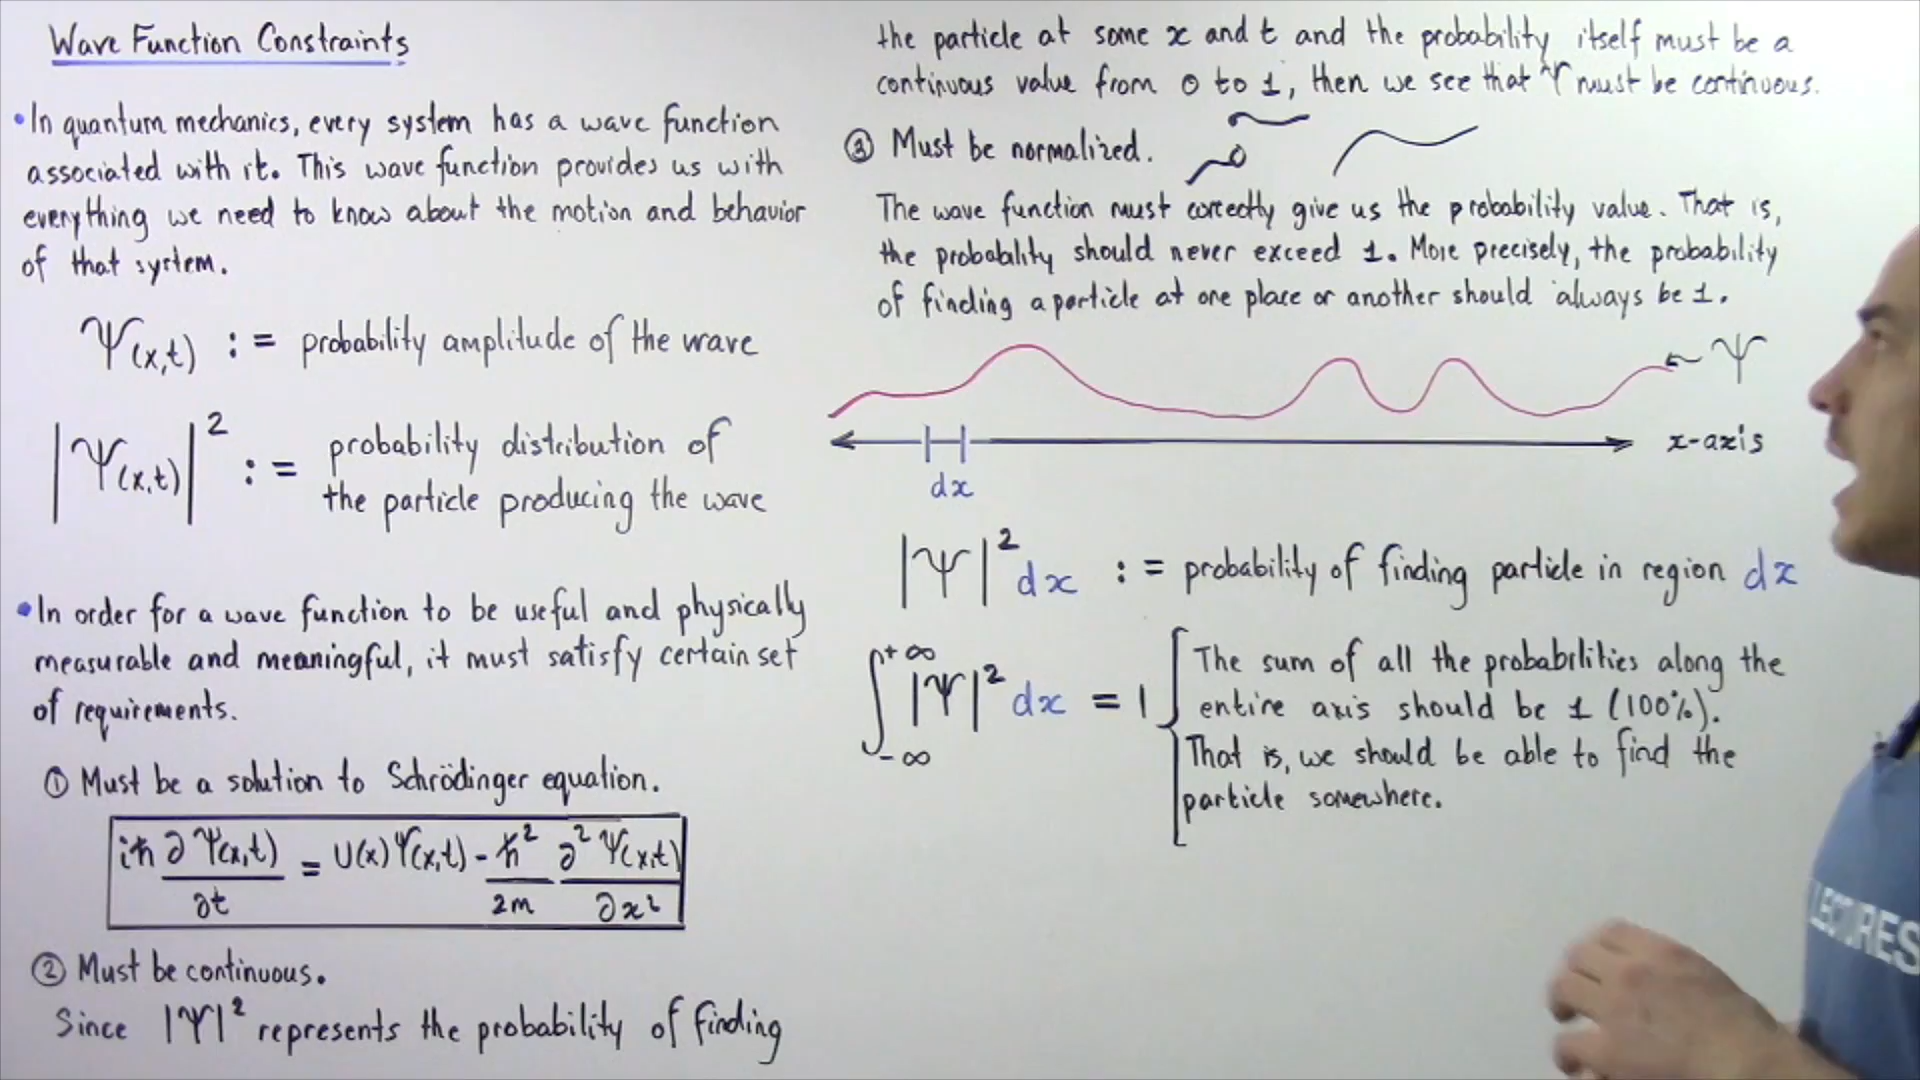 Wave Function Constraints
• In quantum mechanics, every system has a wave function
associated with it. This wave function provides us with
everything we need to know about the motion and behavior
of that system.
Ψ(x,t) := probability amplitude of the wave
|Ψ(x,t)|² := probability distribution of
the particle producing the wave
• In order for a wave function to be useful and physically
measurable and meaningful, it must satisfy certain set
of requirements.
① Must be a solution to Schrödinger equation.
iħ ∂Ψ(x,t)/∂t = U(x)Ψ(x,t) - ħ²/2m ∂²Ψ(x,t)/∂x²
② Must be continuous.
Since |Ψ|² represents the probability of finding
the particle at some x and t and the probability itself must be a
continuous value from 0 to 1, then we see that Ψ must be continuous.
③ Must be normalized.
The wave function must correctly give us the probability value. That is,
the probability should never exceed 1. More precisely, the probability
of finding a particle at one place or another should always be 1.
Ψ
x-axis
dx
|Ψ|² dx := probability of finding particle in region dx
∫-∞+∞ |Ψ|² dx = 1
The sum of all the probabilities along the
entire axis should be 1 (100%).
That is, we should be able to find the
particle somewhere.
LECTURES